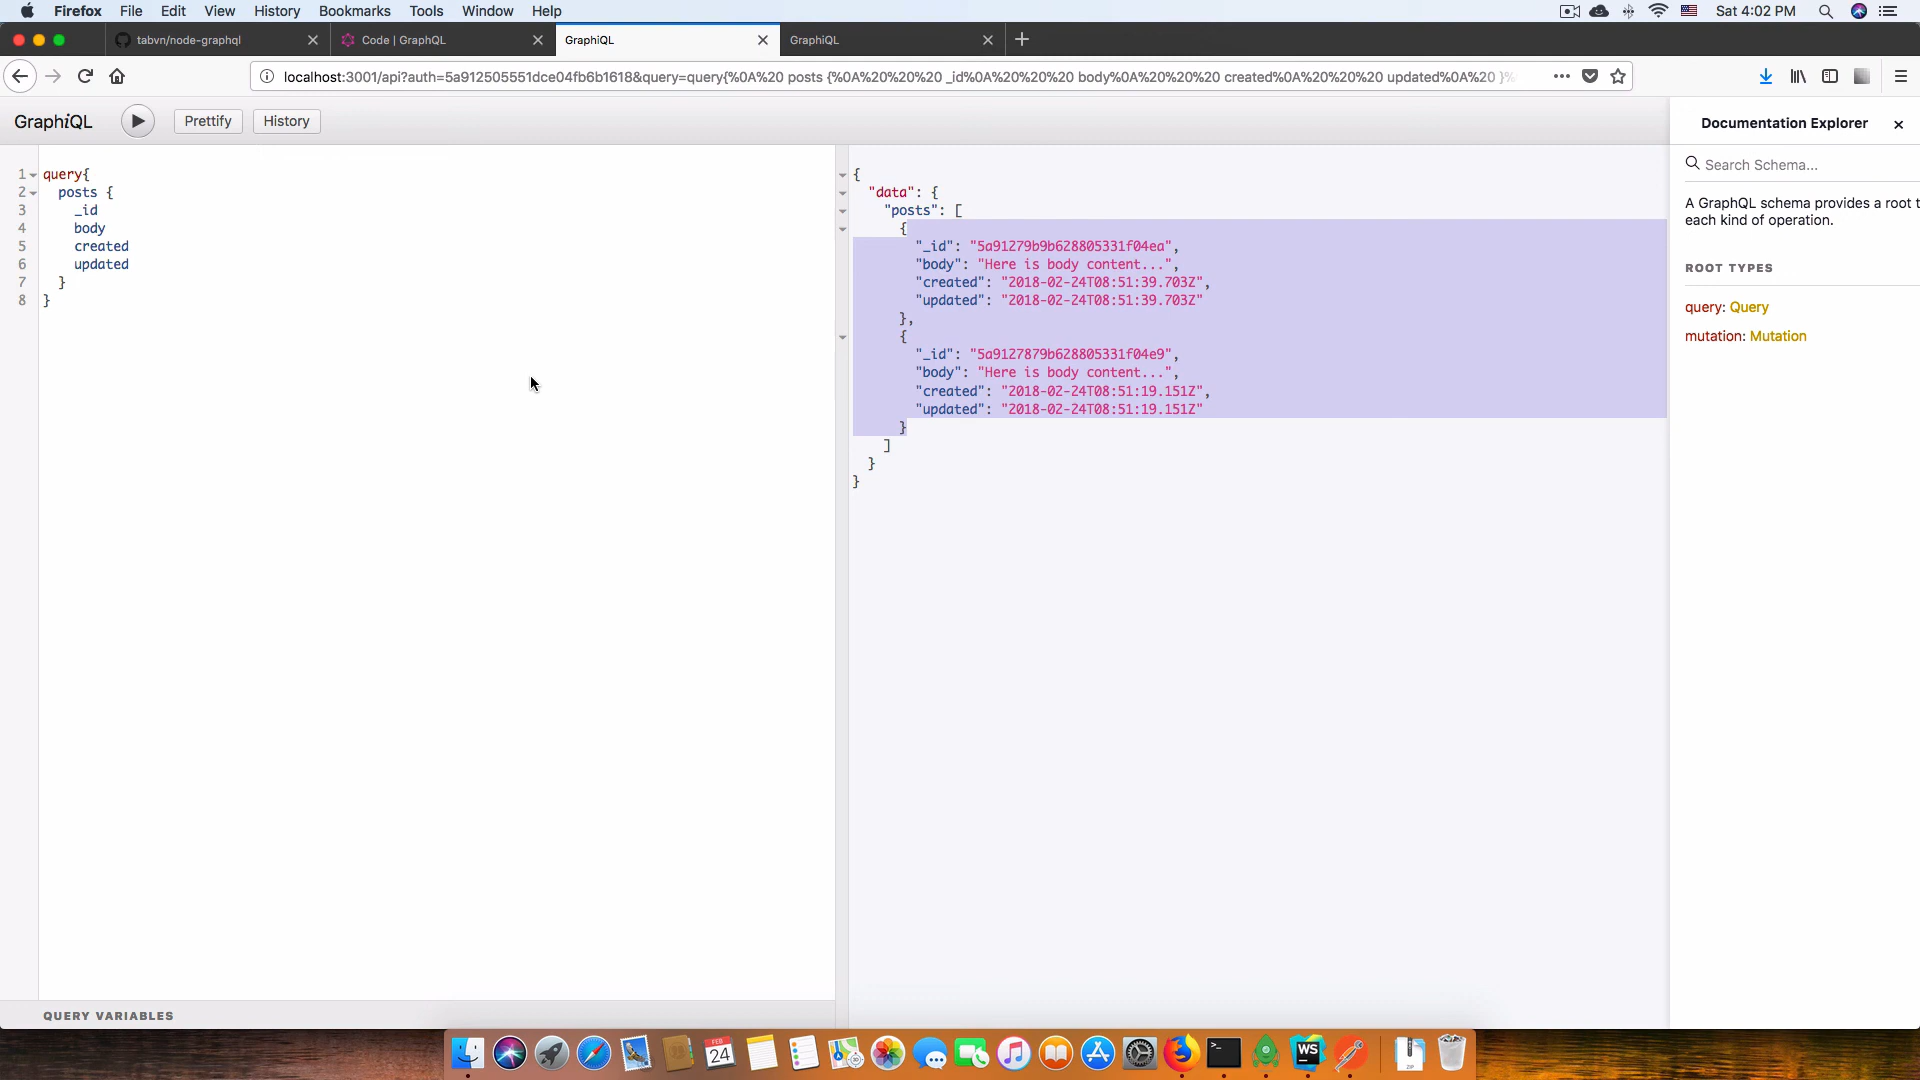 Firefox File Edit View History Bookmarks Tools Window Help Sat 4:02 PM
tabvn/node-graphql Code | GraphQL GraphiQL GraphiQL
localhost:3001/api?auth=5a912505551dce04fb6b1618&query=query{%0A%20 posts {%0A%20%20%20 _id%0A%20%20%20 body%0A%20%20%20 created%0A%20%20%20 updated%0A%20 }%
GraphiQL Prettify History Documentation Explorer
Search Schema...
A GraphQL schema provides a root t
each kind of operation.
ROOT TYPES
query: Query
mutation: Mutation
1 query{
2 posts {
3 _id
4 body
5 created
6 updated
7 }
8 }
{
"data": {
"posts": [
{
"_id": "5a91279b9b628805331f04ea",
"body": "Here is body content...",
"created": "2018-02-24T08:51:39.703Z",
"updated": "2018-02-24T08:51:39.703Z"
},
{
"_id": "5a9127879b628805331f04e9",
"body": "Here is body content...",
"created": "2018-02-24T08:51:19.151Z",
"updated": "2018-02-24T08:51:19.151Z"
}
]
}
}
QUERY VARIABLES
FEB
24
>_
WS
ZIP